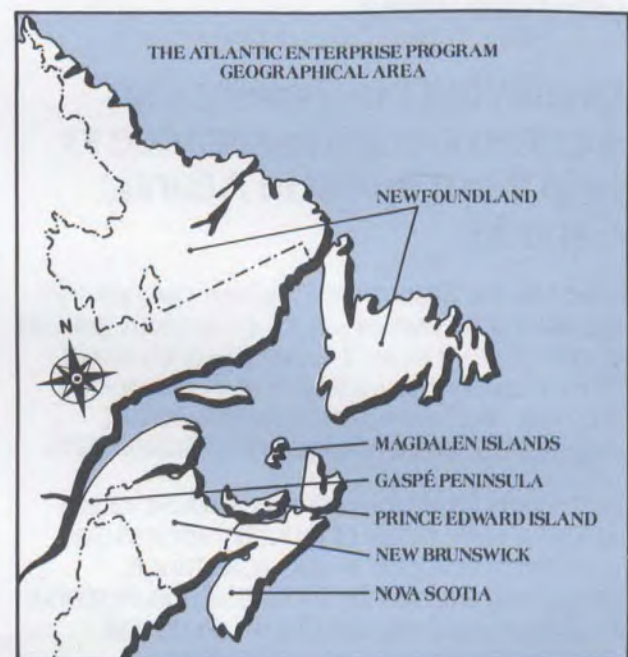 THE ATLANTIC ENTERPRISE PROGRAM
GEOGRAPHICAL AREA
NEWFOUNDLAND
N
MAGDALEN ISLANDS
GASPÉ PENINSULA
PRINCE EDWARD ISLAND
NEW BRUNSWICK
NOVA SCOTIA